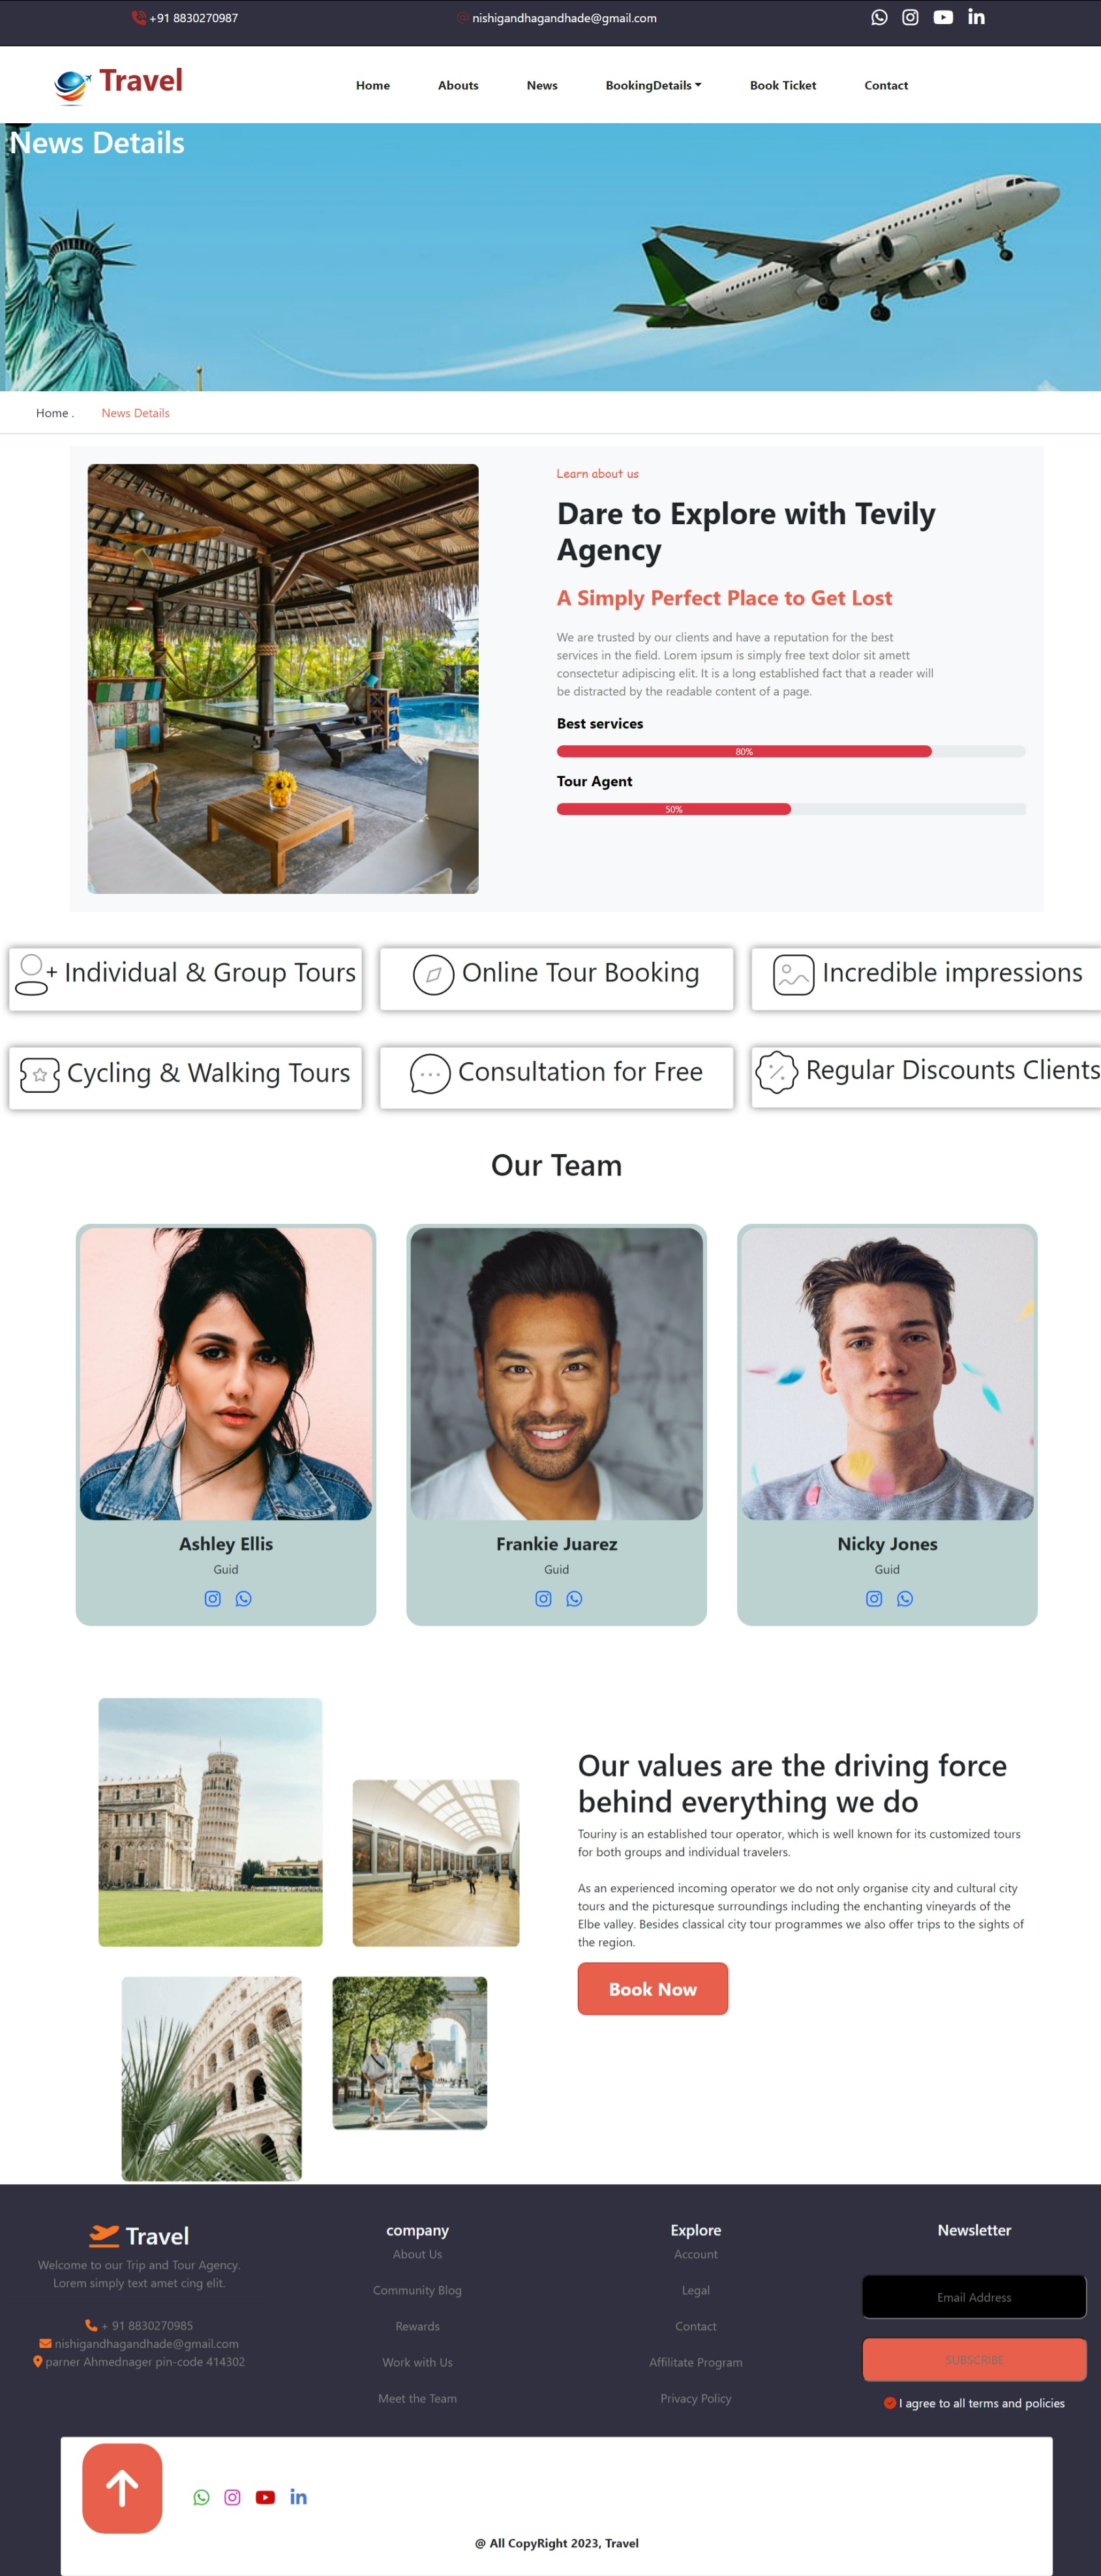 +91 8830270987
nishigandhagandhade@gmail.com
Travel
Home
Abouts
News
BookingDetails
Book Ticket
Contact
News Details
Home .
News Details
Learn about us
Dare to Explore with Tevily
Agency
A Simply Perfect Place to Get Lost
We are trusted by our clients and have a reputation for the best
services in the field. Lorem ipsum is simply free text dolor sit amett
consectetur adipiscing elit. It is a long established fact that a reader will
be distracted by the readable content of a page.
Best services
80%
Tour Agent
50%
Individual & Group Tours
Online Tour Booking
Incredible impressions
Cycling & Walking Tours
Consultation for Free
Regular Discounts Clients
Our Team
Ashley Ellis
Guid
Frankie Juarez
Guid
Nicky Jones
Guid
Our values are the driving force
behind everything we do
Touriny is an established tour operator, which is well known for its customized tours
for both groups and individual travelers.
As an experienced incoming operator we do not only organise city and cultural city
tours and the picturesque surroundings including the enchanting vineyards of the
Elbe valley. Besides classical city tour programmes we also offer trips to the sights of
the region.
Book Now
Travel
Welcome to our Trip and Tour Agency.
Lorem simply text amet cing elit.
+ 91 8830270985
nishigandhagandhade@gmail.com
parner Ahmednager pin-code 414302
company
About Us
Community Blog
Rewards
Work with Us
Meet the Team
Explore
Account
Legal
Contact
Affilitate Program
Privacy Policy
Newsletter
Email Address
SUBSCRIBE
I agree to all terms and policies
@ All CopyRight 2023, Travel